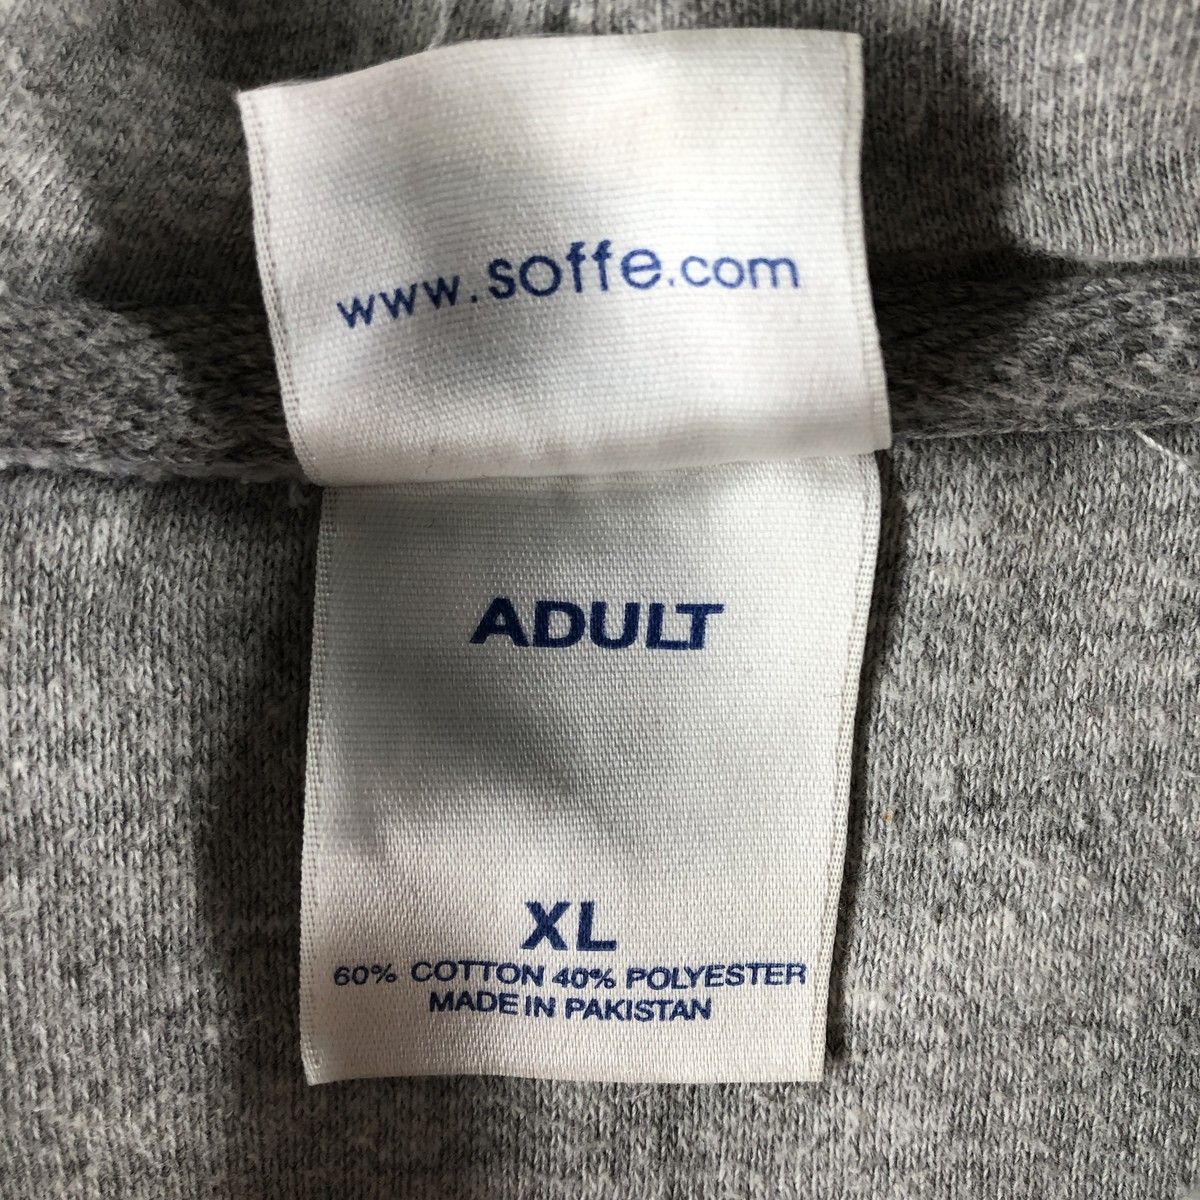 www.soffe.com
ADULT
XL
60% COTTON 40% POLYESTER
MADE IN PAKISTAN